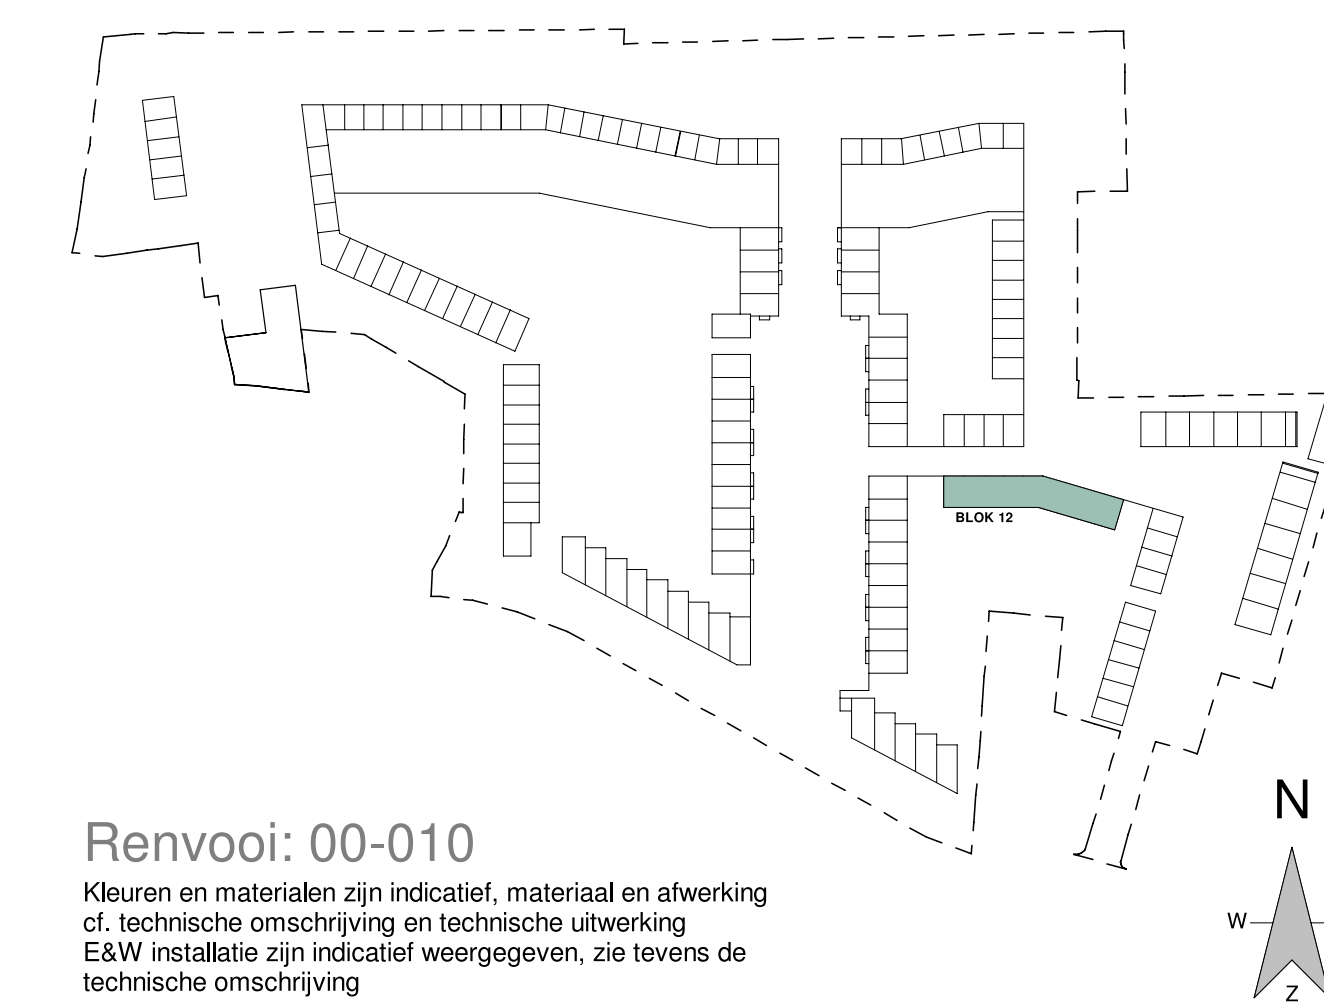 BLOK 12
Renvooi: 00-010
Kleuren en materialen zijn indicatief, materiaal en afwerking
cf. technische omschrijving en technische uitwerking
E&W installatie zijn indicatief weergegeven, zie tevens de
technische omschrijving
N
W
Z